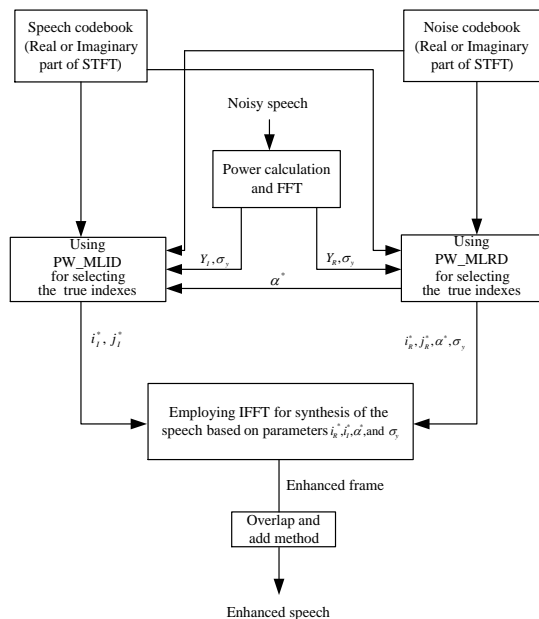 Speech codebook
(Real or Imaginary
part of STFT)
Noise codebook
(Real or Imaginary
part of STFT)
Noisy speech
Power calculation
and FFT
Using
PW_MLID
for selecting
the true indexes
Y_I, σ_y
Y_R, σ_y
α*
Using
PW_MLRD
for selecting
the true indexes
i_I*, j_I*
i_R*, j_R*, α*, σ_y
Employing IFFT for synthesis of the
speech based on parameters i_R*, i_I*, α*, and σ_y
Enhanced frame
Overlap and
add method
Enhanced speech